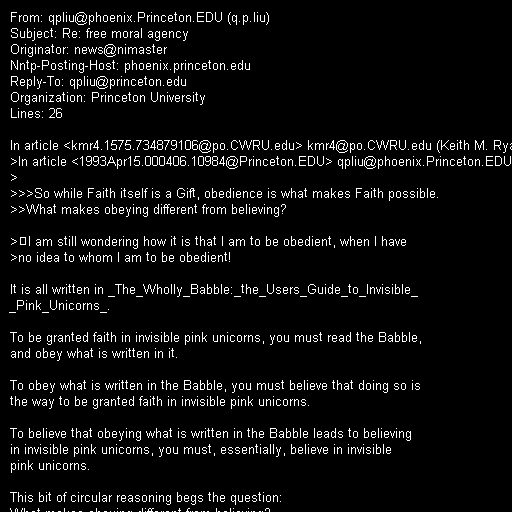 From: qpliu@phoenix.Princeton.EDU (q.p.liu)
Subject: Re: free moral agency
Originator: news@nimaster
Nntp-Posting-Host: phoenix.princeton.edu
Reply-To: qpliu@princeton.edu
Organization: Princeton University
Lines: 26

In article <kmr4.1575.734879106@po.CWRU.edu> kmr4@po.CWRU.edu (Keith M. Rya
>In article <1993Apr15.000406.10984@Princeton.EDU> qpliu@phoenix.Princeton.EDU
>
>>>So while Faith itself is a Gift, obedience is what makes Faith possible.
>>What makes obeying different from believing?

>I am still wondering how it is that I am to be obedient, when I have
>no idea to whom I am to be obedient!

It is all written in _The_Wholly_Babble:_the_Users_Guide_to_Invisible_
_Pink_Unicorns_.

To be granted faith in invisible pink unicorns, you must read the Babble,
and obey what is written in it.

To obey what is written in the Babble, you must believe that doing so is
the way to be granted faith in invisible pink unicorns.

To believe that obeying what is written in the Babble leads to believing
in invisible pink unicorns, you must, essentially, believe in invisible
pink unicorns.

This bit of circular reasoning begs the question:
What makes obeying different from believing?